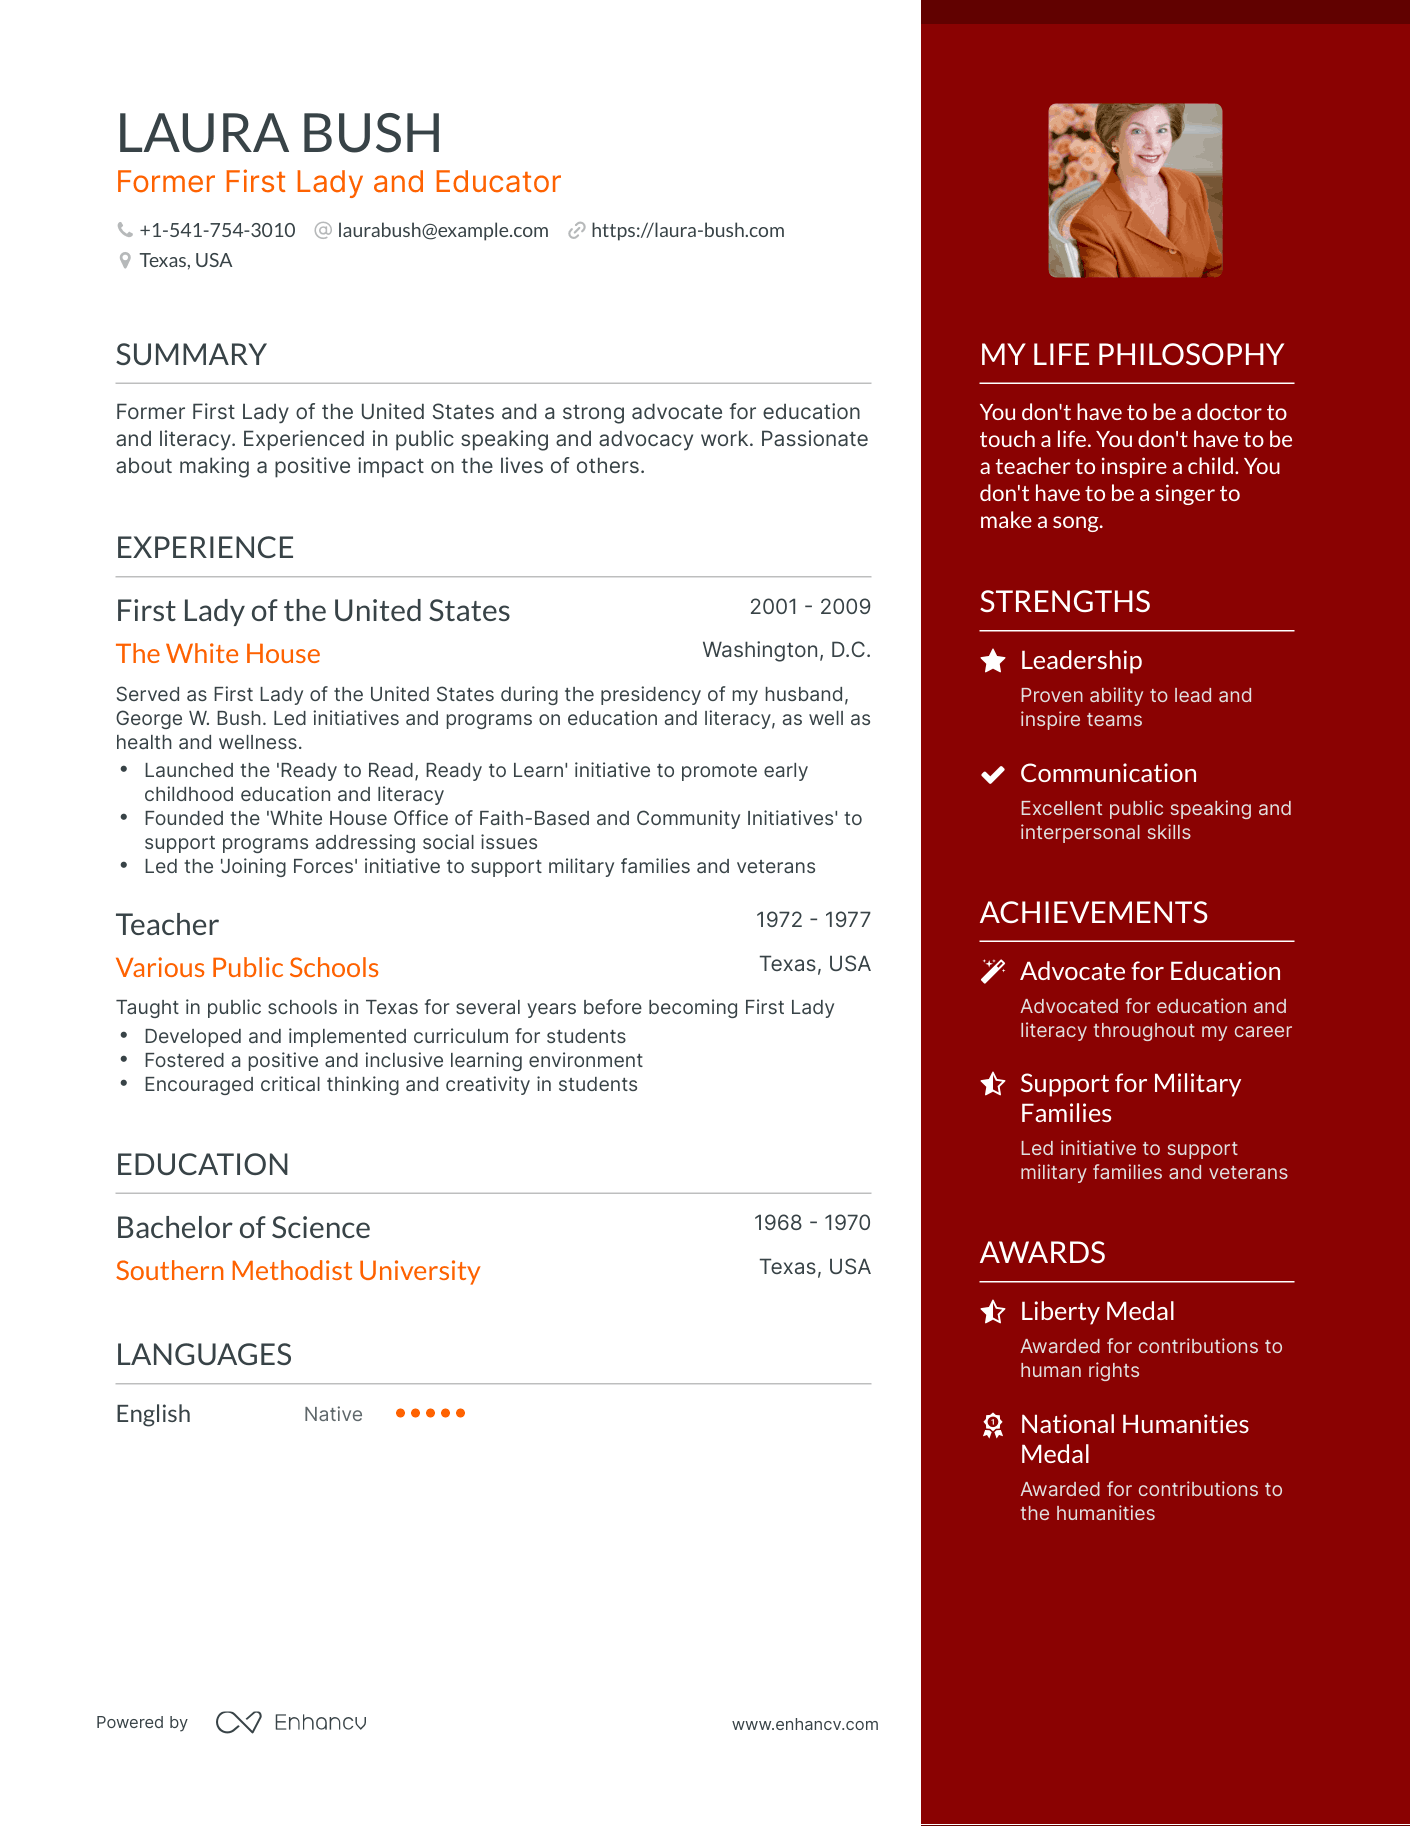 LAURA BUSH
Former First Lady and Educator
+1-541-754-3010 @ laurabush@example.com https://laura-bush.com
Texas, USA
SUMMARY
Former First Lady of the United States and a strong advocate for education
and literacy. Experienced in public speaking and advocacy work. Passionate
about making a positive impact on the lives of others.
EXPERIENCE
First Lady of the United States 2001 - 2009
The White House Washington, D.C.
Served as First Lady of the United States during the presidency of my husband,
George W. Bush. Led initiatives and programs on education and literacy, as well as
health and wellness.
• Launched the 'Ready to Read, Ready to Learn' initiative to promote early
childhood education and literacy
• Founded the 'White House Office of Faith-Based and Community Initiatives' to
support programs addressing social issues
• Led the 'Joining Forces' initiative to support military families and veterans
Teacher 1972 - 1977
Various Public Schools Texas, USA
Taught in public schools in Texas for several years before becoming First Lady
• Developed and implemented curriculum for students
• Fostered a positive and inclusive learning environment
• Encouraged critical thinking and creativity in students
EDUCATION
Bachelor of Science 1968 - 1970
Southern Methodist University Texas, USA
LANGUAGES
English Native
Powered by Enhancv www.enhancv.com
MY LIFE PHILOSOPHY
You don't have to be a doctor to
touch a life. You don't have to be
a teacher to inspire a child. You
don't have to be a singer to
make a song.
STRENGTHS
Leadership
Proven ability to lead and
inspire teams
Communication
Excellent public speaking and
interpersonal skills
ACHIEVEMENTS
Advocate for Education
Advocated for education and
literacy throughout my career
Support for Military
Families
Led initiative to support
military families and veterans
AWARDS
Liberty Medal
Awarded for contributions to
human rights
National Humanities
Medal
Awarded for contributions to
the humanities